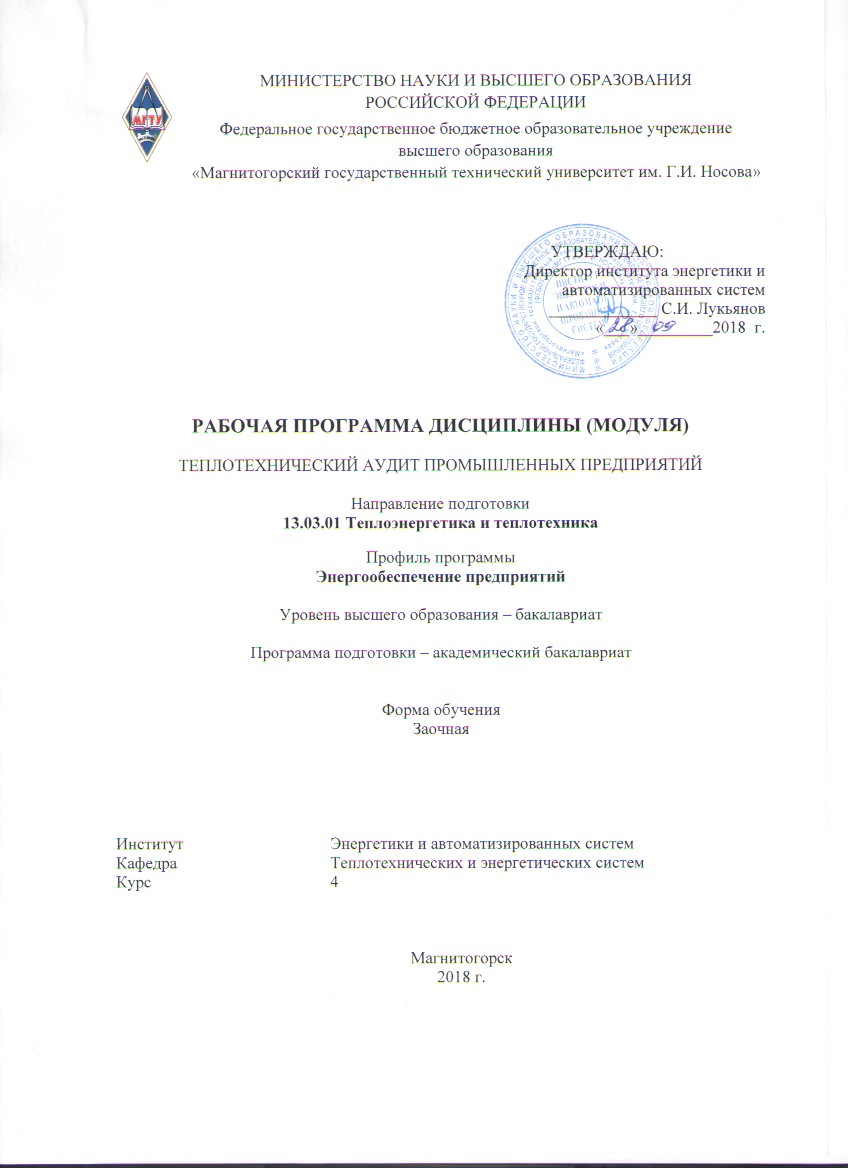 МИНИСТЕРСТВО НАУКИ И ВЫСШЕГО ОБРАЗОВАНИЯ
РОССИЙСКОЙ ФЕДЕРАЦИИ
Федеральное государственное бюджетное образовательное учреждение
высшего образования
«Магнитогорский государственный технический университет им. Г.И. Носова»
МГТУ
УТВЕРЖДАЮ:
Директор института энергетики и
автоматизированных систем
С.И. Лукьянов
«28» 09 2018 г.
РАБОЧАЯ ПРОГРАММА ДИСЦИПЛИНЫ (МОДУЛЯ)
ТЕПЛОТЕХНИЧЕСКИЙ АУДИТ ПРОМЫШЛЕННЫХ ПРЕДПРИЯТИЙ
Направление подготовки
13.03.01 Теплоэнергетика и теплотехника
Профиль программы
Энергообеспечение предприятий
Уровень высшего образования – бакалавриат
Программа подготовки – академический бакалавриат
Форма обучения
Заочная
Институт Энергетики и автоматизированных систем
Кафедра Теплотехнических и энергетических систем
Курс 4
Магнитогорск
2018 г.